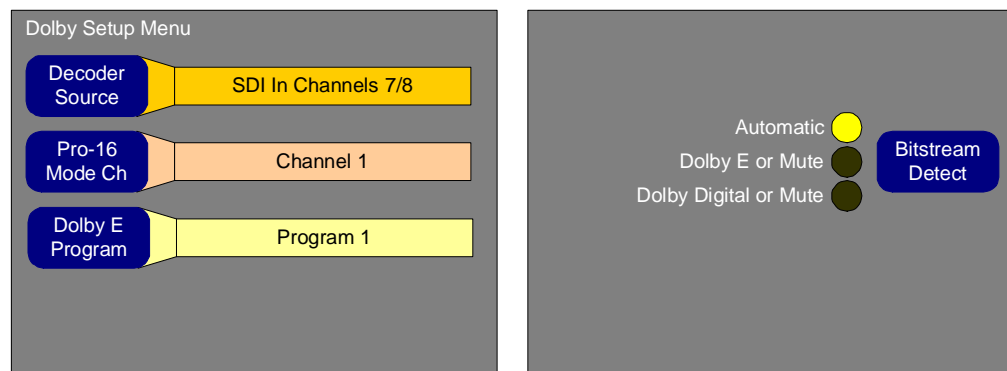 Dolby Setup Menu
Decoder
Source
SDI In Channels 7/8
Pro-16
Mode Ch
Channel 1
Dolby E
Program
Program 1
Automatic
Dolby E or Mute
Dolby Digital or Mute
Bitstream
Detect